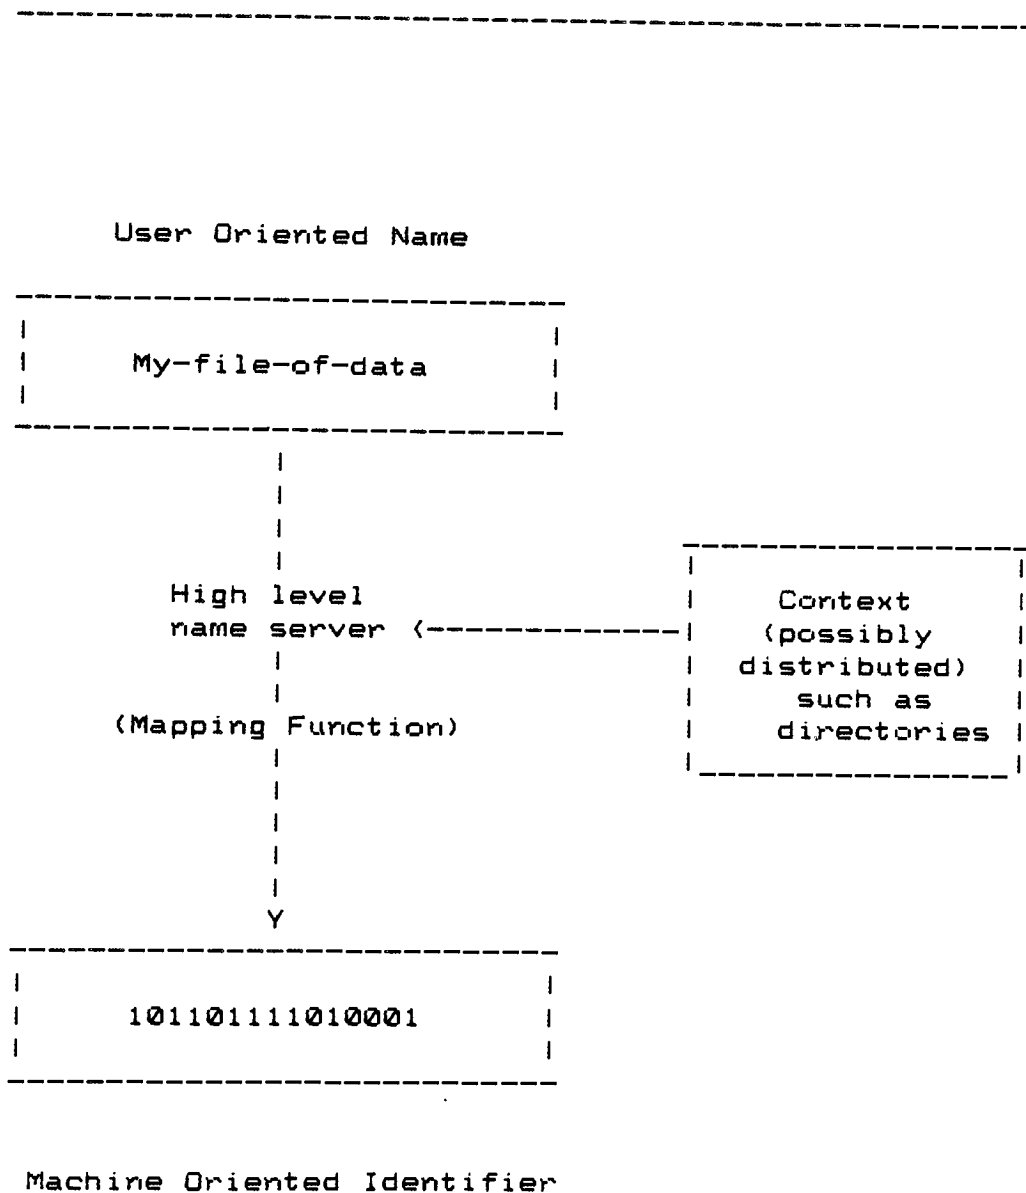 User Oriented Name
My-file-of-data
High level
name server
Context
(possibly
distributed)
such as
directories
(Mapping Function)
101101111010001
Machine Oriented Identifier